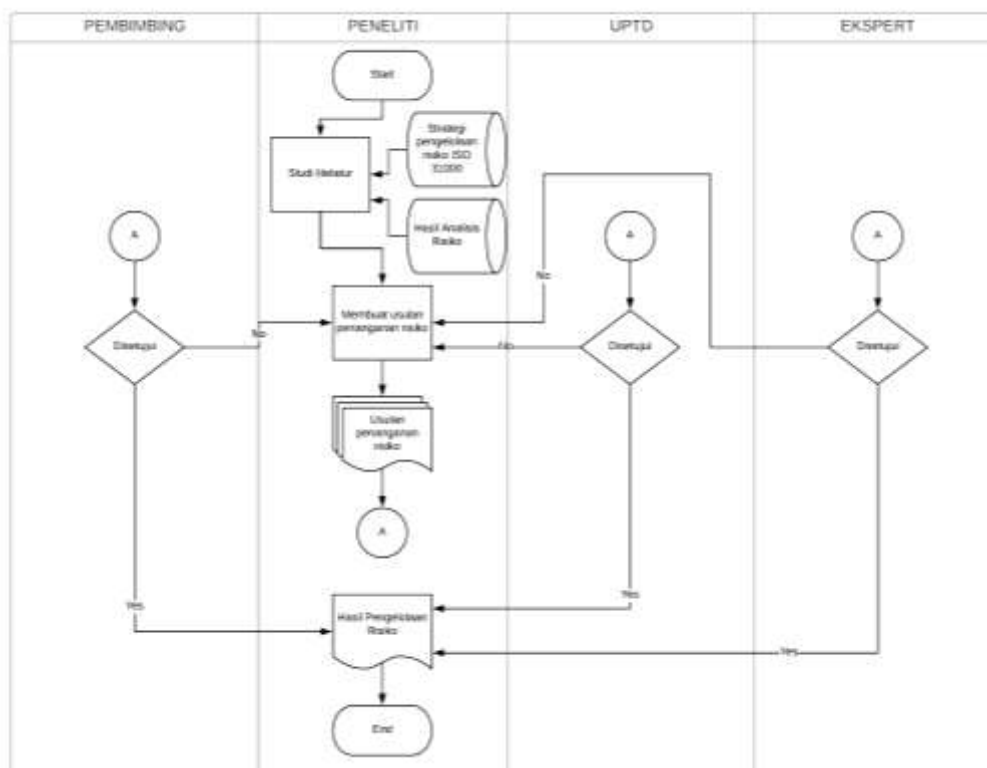 PEMBIMBING
PENELITI
UPTD
EKSPERT
Start
Strategi
pengelolaan
risiko ISO
31000
Studi literatur
Hasil Analisis
Risiko
A
A
A
No
Membuat usulan
penanganan risiko
Disetujui
No
No
Disetujui
Disetujui
Usulan
penanganan
risiko
A
Yes
Yes
Hasil Pengelolaan
Risiko
Yes
End